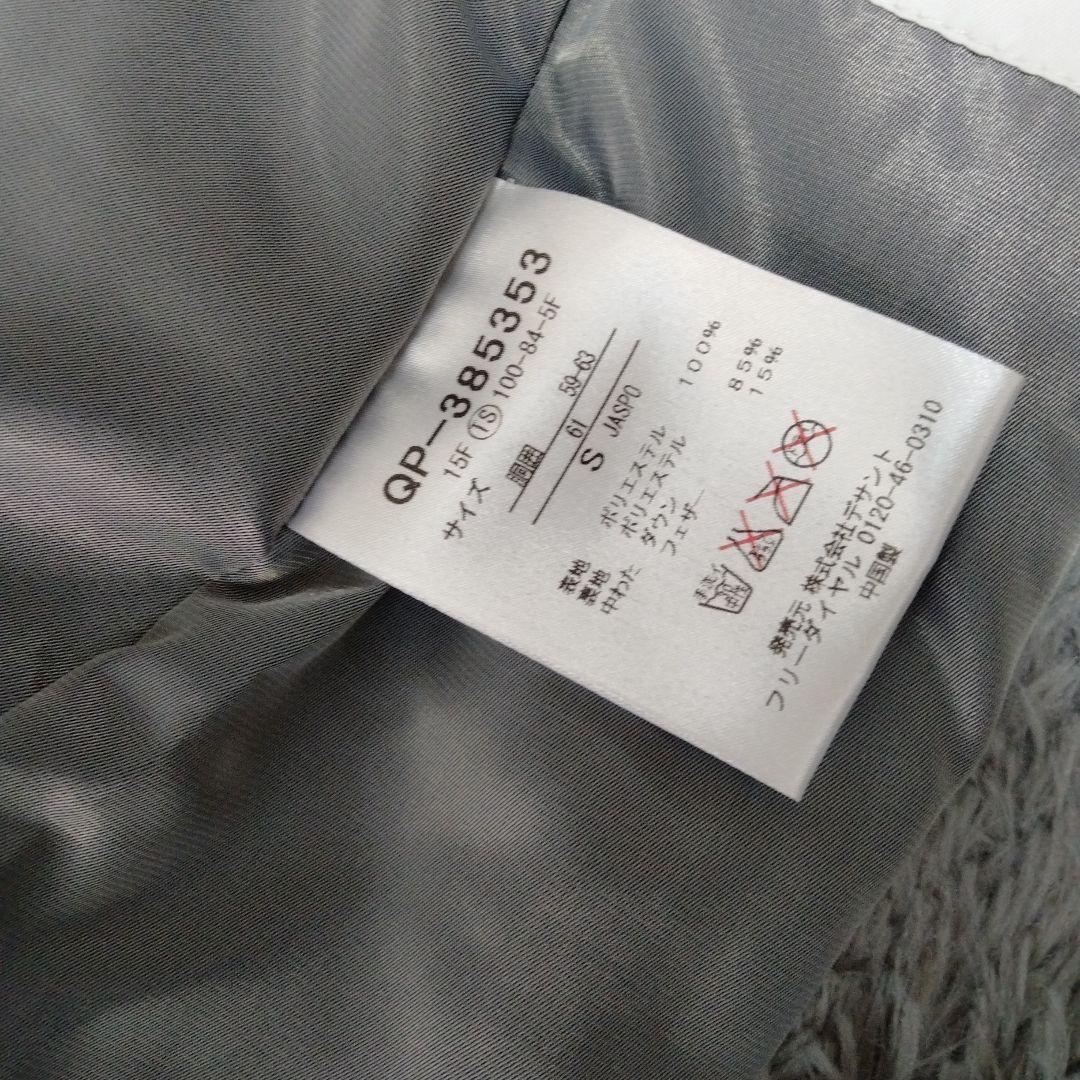 QP-385353
15F 1S 100-84-5F
サイズ
胴囲 59-63
61
S JASPO
表地 ポリエステル 100%
裏地 ポリエステル
中わた ダウン 85%
フェザー 15%
発売元 株式会社デサント
フリーダイヤル 0120-46-0310
中国製